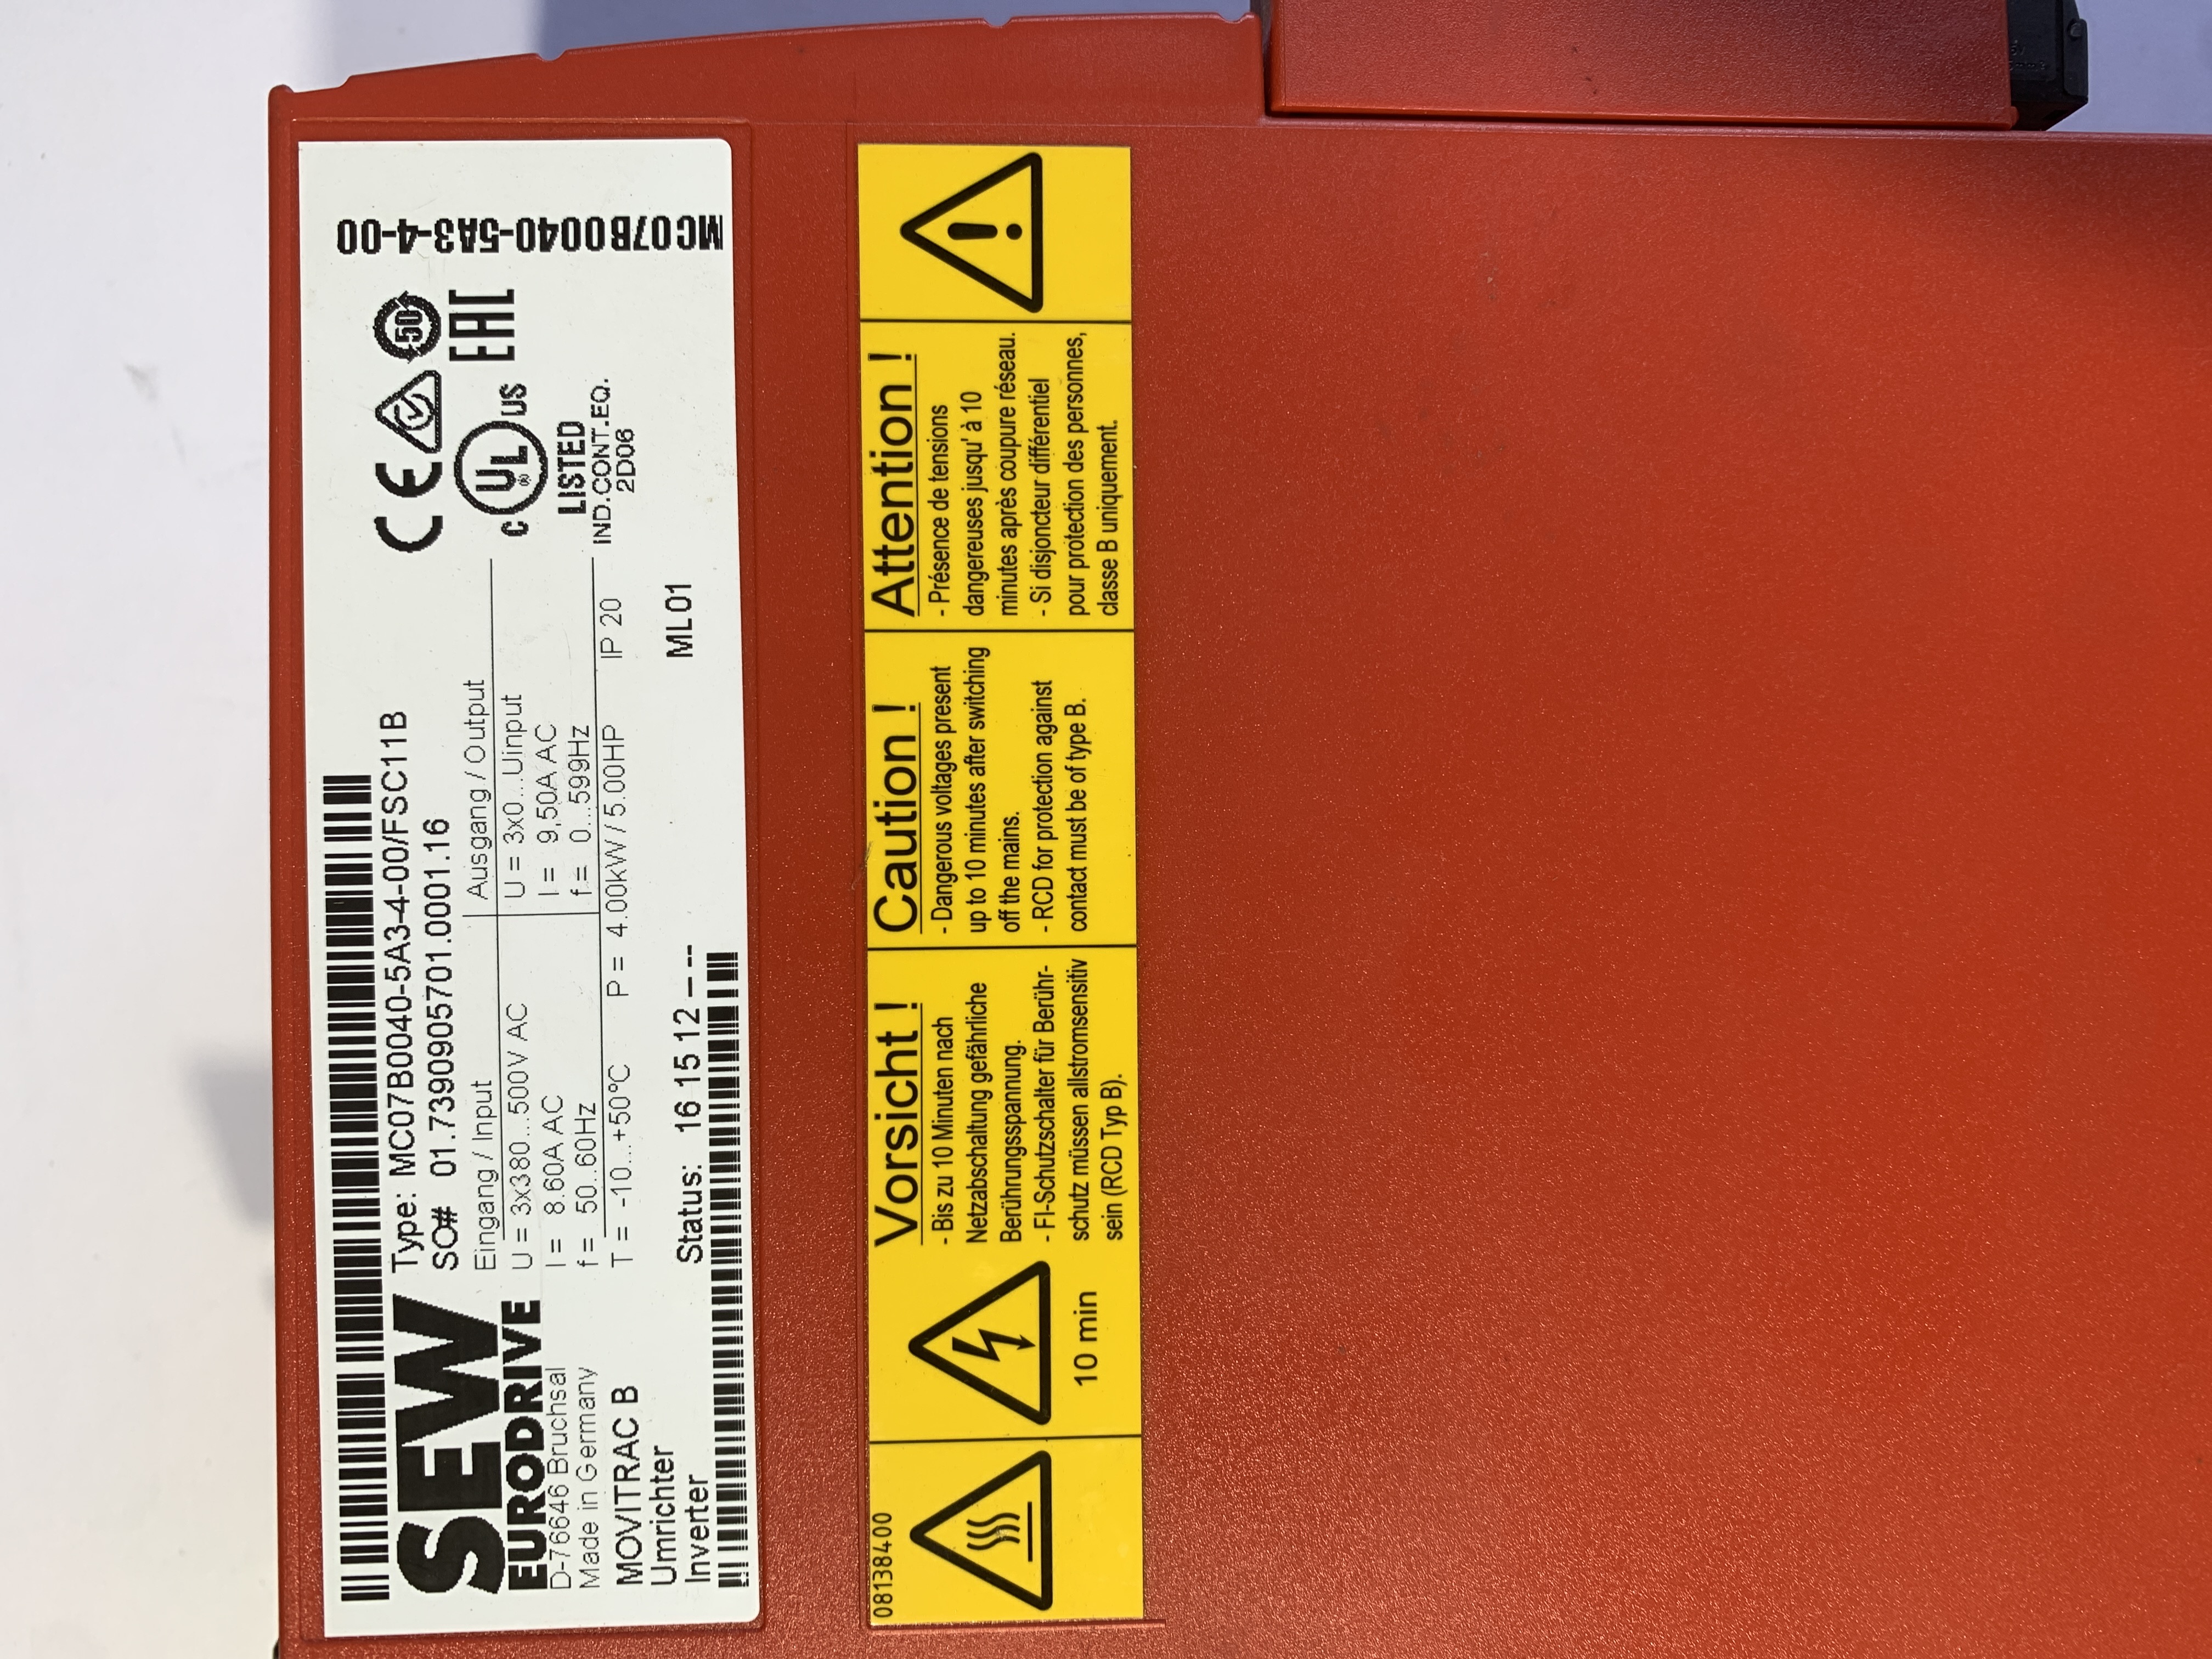 SEW
EURODRIVE
D-76646 Bruchsal
Made in Germany
MOVITRAC B
Umrichter
Inverter
Type: MC07B0040-5A3-4-00/FSC11B
SO# 01.7390905701.0001.16
Eingang / Input
U = 3x380...500V AC
I = 8.60A AC
f = 50..60Hz
T = -10...+50°C
Ausgang / Output
U = 3x0...Uinput
I = 9,50A AC
f = 0...599Hz
P = 4.00kW / 5.00HP
IP 20
Status: 16 15 12 – --
ML01
CE
50
C UL® US
EAC
LISTED
IND.CONT.EQ.
2D06
MC07B0040-5A3-4-00
08138400
10 min
Vorsicht !
- Bis zu 10 Minuten nach
Netzabschaltung gefährliche
Berührungsspannung.
- FI-Schutzschalter für Berühr-
schutz müssen allstromsensitiv
sein (RCD Typ B).
Caution !
- Dangerous voltages present
up to 10 minutes after switching
off the mains.
- RCD for protection against
contact must be of type B.
Attention !
- Présence de tensions
dangereuses jusqu' à 10
minutes après coupure réseau.
- Si disjoncteur différentiel
pour protection des personnes,
classe B uniquement.